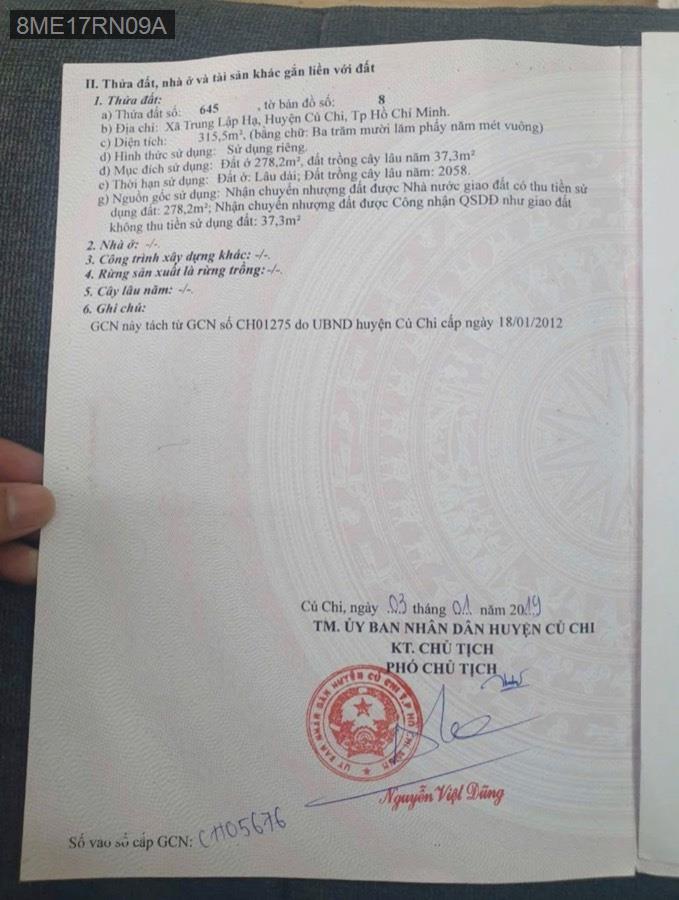 8ME17RN09A
II. Thửa đất, nhà ở và tài sản khác gắn liền với đất
1. Thửa đất:
a) Thửa đất số: 645 , tờ bản đồ số: 8
b) Địa chỉ: Xã Trung Lập Hạ, Huyện Củ Chi, Tp Hồ Chí Minh.
c) Diện tích: 315,5m², (bằng chữ: Ba trăm mười lăm phẩy năm mét vuông)
d) Hình thức sử dụng: Sử dụng riêng.
đ) Mục đích sử dụng: Đất ở 278,2m², đất trồng cây lâu năm 37,3m²
e) Thời hạn sử dụng: Đất ở: Lâu dài; Đất trồng cây lâu năm: 2058.
g) Nguồn gốc sử dụng: Nhận chuyển nhượng đất được Nhà nước giao đất có thu tiền sử
dụng đất: 278,2m²; Nhận chuyển nhượng đất được Công nhận QSDĐ như giao đất
không thu tiền sử dụng đất: 37,3m²
2. Nhà ở: -/-.
3. Công trình xây dựng khác: -/-.
4. Rừng sản xuất là rừng trồng: -/-.
5. Cây lâu năm: -/-.
6. Ghi chú:
GCN này tách từ GCN số CH01275 do UBND huyện Củ Chi cấp ngày 18/01/2012
Củ Chi, ngày 03 tháng 01 năm 2019
TM. ỦY BAN NHÂN DÂN HUYỆN CỦ CHI
KT. CHỦ TỊCH
PHÓ CHỦ TỊCH
ỦY BAN NHÂN DÂN HUYỆN CỦ CHI T.P HỒ CHÍ MINH
Nguyễn Việt Dũng
Số vào sổ cấp GCN: CH05676